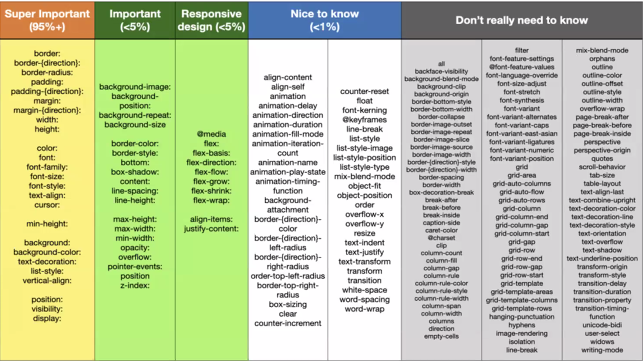 Super Important
(95%+)
border:
border-{direction}:
border-radius:
padding:
padding-{direction}:
margin:
margin-{direction}:
width:
height:
color:
font:
font-family:
font-size:
font-style:
text-align:
cursor:
min-height:
background:
background-color:
text-decoration:
list-style:
vertical-align:
position:
visibility:
display:
Important
(<5%)
background-image:
background-
position:
background-repeat:
background-size
border-color:
border-style:
bottom:
box-shadow:
content:
line-spacing:
line-height:
max-height:
max-width:
min-width:
opacity:
overflow:
pointer-events:
position
z-index:
Responsive
design (<5%)
@media
flex:
flex-basis:
flex-direction:
flex-flow:
flex-grow:
flex-shrink:
flex-wrap:
align-items:
justify-content:
Nice to know
(<1%)
align-content
align-self
animation
animation-delay
animation-direction
animation-duration
animation-fill-mode
animation-iteration-
count
animation-name
animation-play-state
animation-timing-
function
background-
attachment
border-{direction}-
color
border-{direction}-
left-radius
border-{direction}-
right-radius
order-top-left-radius
border-top-right-
radius
box-sizing
clear
counter-increment
counter-reset
float
font-kerning
@keyframes
line-break
list-style
list-style-image
list-style-position
list-style-type
mix-blend-mode
object-fit
object-position
order
overflow-x
overflow-y
resize
text-indent
text-justify
text-transform
transform
transition
white-space
word-spacing
word-wrap
Don't really need to know
all
backface-visibility
background-blend-mode
background-clip
background-origin
border-bottom-style
border-bottom-width
border-collapse
border-image-outset
border-image-repeat
border-image-slice
border-image-source
border-image-width
border-{direction}-style
border-{direction}-width
border-spacing
border-width
box-decoration-break
break-after
break-before
break-inside
caption-side
caret-color
@charset
clip
column-count
column-fill
column-gap
column-rule
column-rule-color
column-rule-style
column-rule-width
column-span
column-width
columns
direction
empty-cells
filter
font-feature-settings
@font-feature-values
font-language-override
font-size-adjust
font-stretch
font-synthesis
font-variant
font-variant-alternates
font-variant-caps
font-variant-east-asian
font-variant-ligatures
font-variant-numeric
font-variant-position
grid
grid-area
grid-auto-columns
grid-auto-flow
grid-auto-rows
grid-column
grid-column-end
grid-column-gap
grid-column-start
grid-gap
grid-row
grid-row-end
grid-row-gap
grid-row-start
grid-template
grid-template-areas
grid-template-columns
grid-template-rows
hanging-punctuation
hyphens
image-rendering
isolation
line-break
mix-blend-mode
orphans
outline
outline-color
outline-offset
outline-style
outline-width
overflow-wrap
page-break-after
page-break-before
page-break-inside
perspective
perspective-origin
quotes
scroll-behavior
tab-size
table-layout
text-align-last
text-combine-upright
text-decoration-color
text-decoration-line
text-decoration-style
text-orientation
text-overflow
text-shadow
text-underline-position
transform-origin
transform-style
transition-delay
transition-duration
transition-property
transition-timing-
function
unicode-bidi
user-select
widows
writing-mode